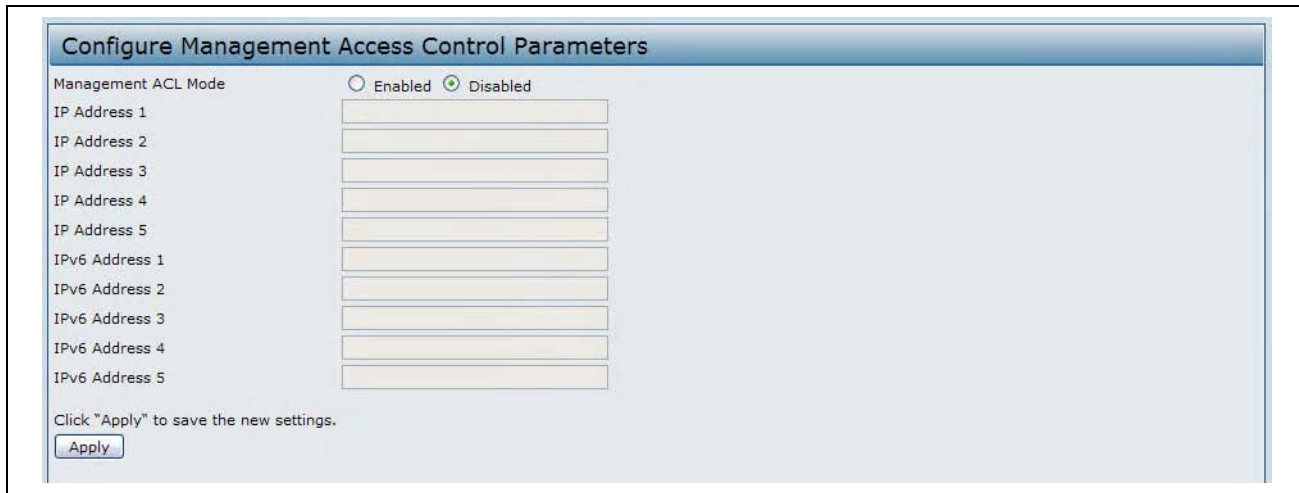 Configure Management Access Control Parameters
Management ACL Mode Enabled Disabled
IP Address 1
IP Address 2
IP Address 3
IP Address 4
IP Address 5
IPv6 Address 1
IPv6 Address 2
IPv6 Address 3
IPv6 Address 4
IPv6 Address 5
Click "Apply" to save the new settings.
Apply